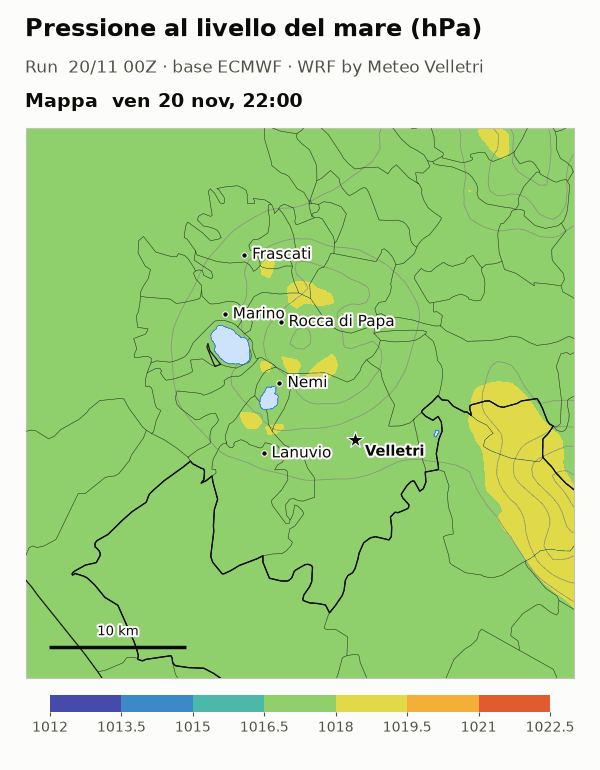 Pressione al livello del mare (hPa)
Run 20/11 00Z · base ECMWF · WRF by Meteo Velletri
Mappa ven 20 nov, 22:00
Frascati
Marino
Rocca di Papa
Nemi
Velletri
Lanuvio
10 km
1012 1013.5 1015 1016.5 1018 1019.5 1021 1022.5